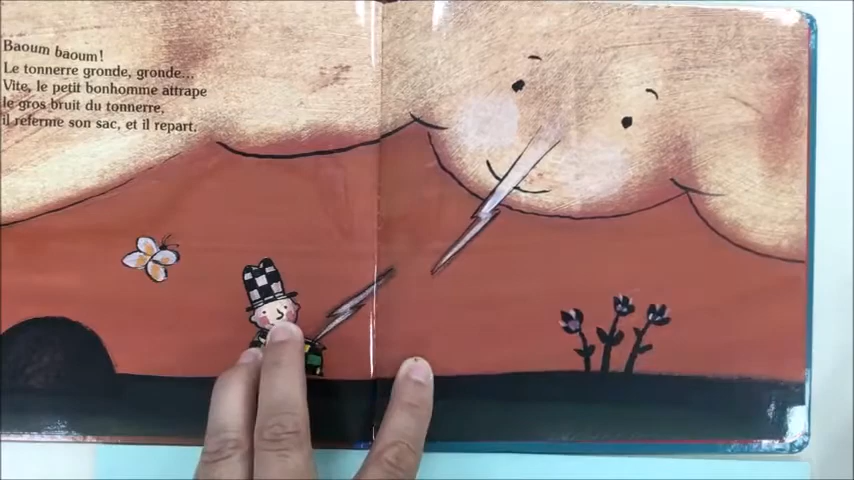 Baoum baoum!
Le tonnerre gronde, gronde...
Vite, le petit bonhomme attrape
le gros bruit du tonnerre,
il referme son sac, et il repart.